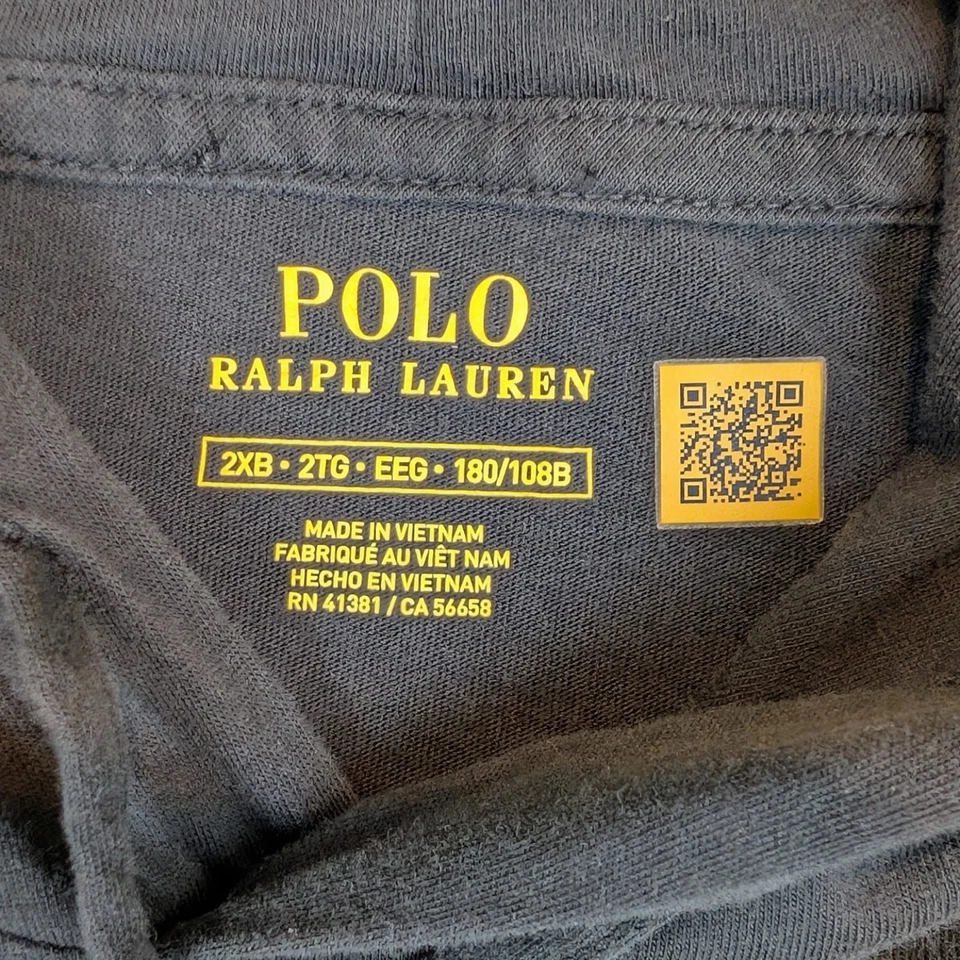 POLO
RALPH LAUREN
2XB • 2TG • EEG • 180/108B
MADE IN VIETNAM
FABRIQUÉ AU VIÊT NAM
HECHO EN VIETNAM
RN 41381 / CA 56658